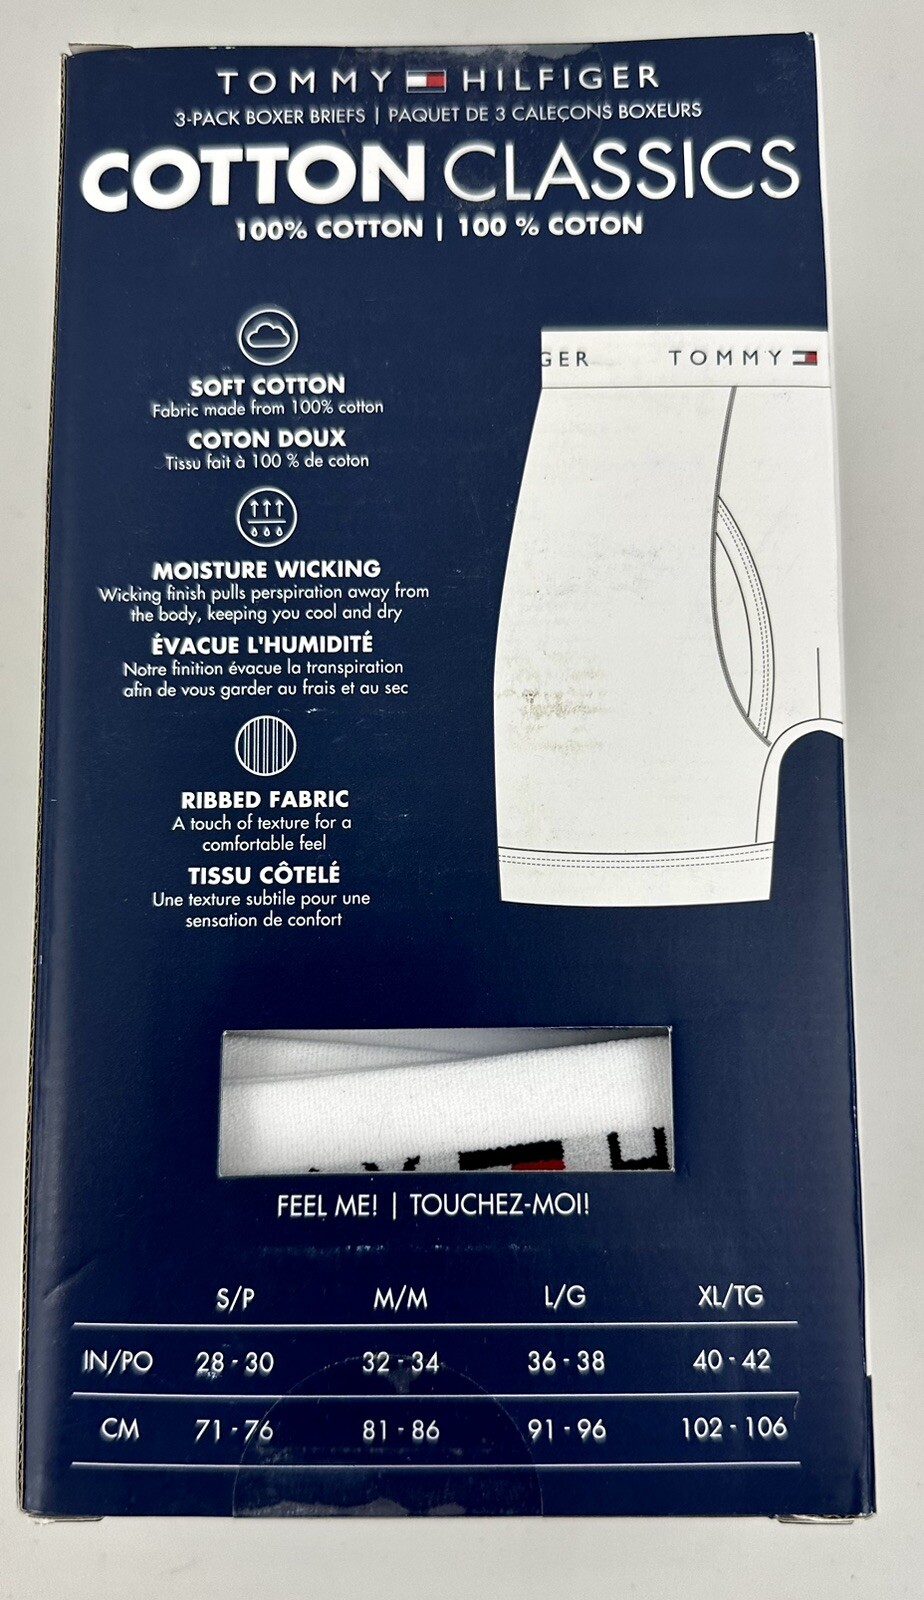 TOMMY HILFIGER
3-PACK BOXER BRIEFS | PAQUET DE 3 CALEÇONS BOXEURS
COTTON CLASSICS
100% COTTON | 100 % COTON
GER TOMMY
SOFT COTTON
Fabric made from 100% cotton
COTON DOUX
Tissu fait à 100 % de coton
MOISTURE WICKING
Wicking finish pulls perspiration away from
the body, keeping you cool and dry
ÉVACUE L'HUMIDITÉ
Notre finition évacue la transpiration
afin de vous garder au frais et au sec
RIBBED FABRIC
A touch of texture for a
comfortable feel
TISSU CÔTELÉ
Une texture subtile pour une
sensation de confort
FEEL ME! | TOUCHEZ-MOI!
S/P M/M L/G XL/TG
IN/PO 28 - 30 32 - 34 36 - 38 40 - 42
CM 71 - 76 81 - 86 91 - 96 102 - 106